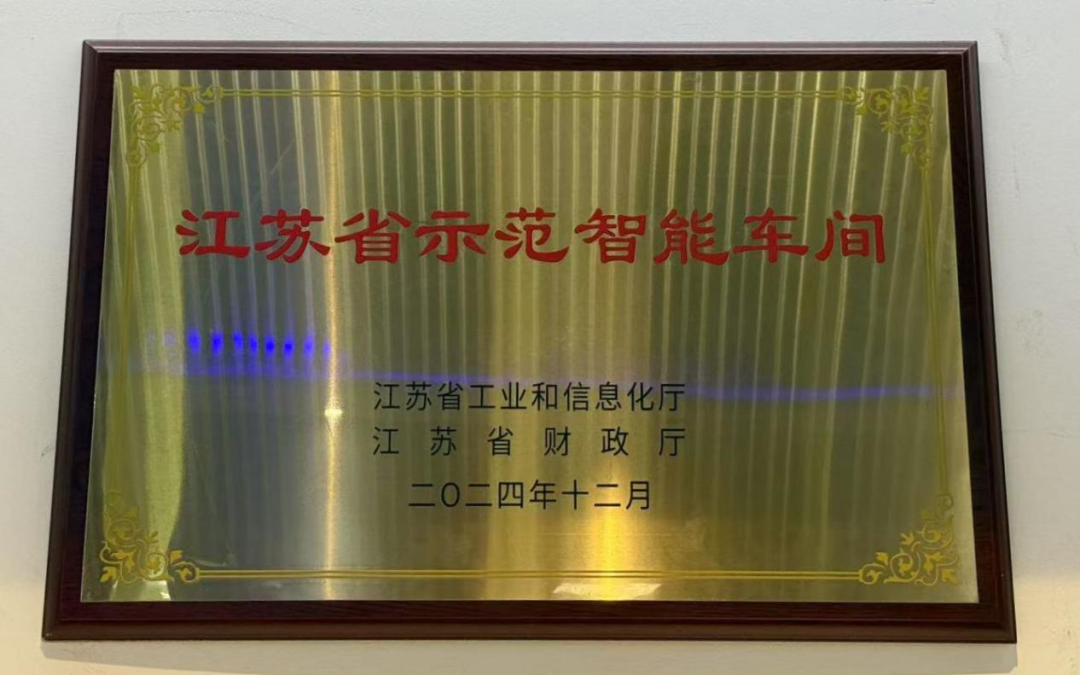 江苏省示范智能车间
江苏省工业和信息化厅
江苏省财政厅
二〇二四年十二月